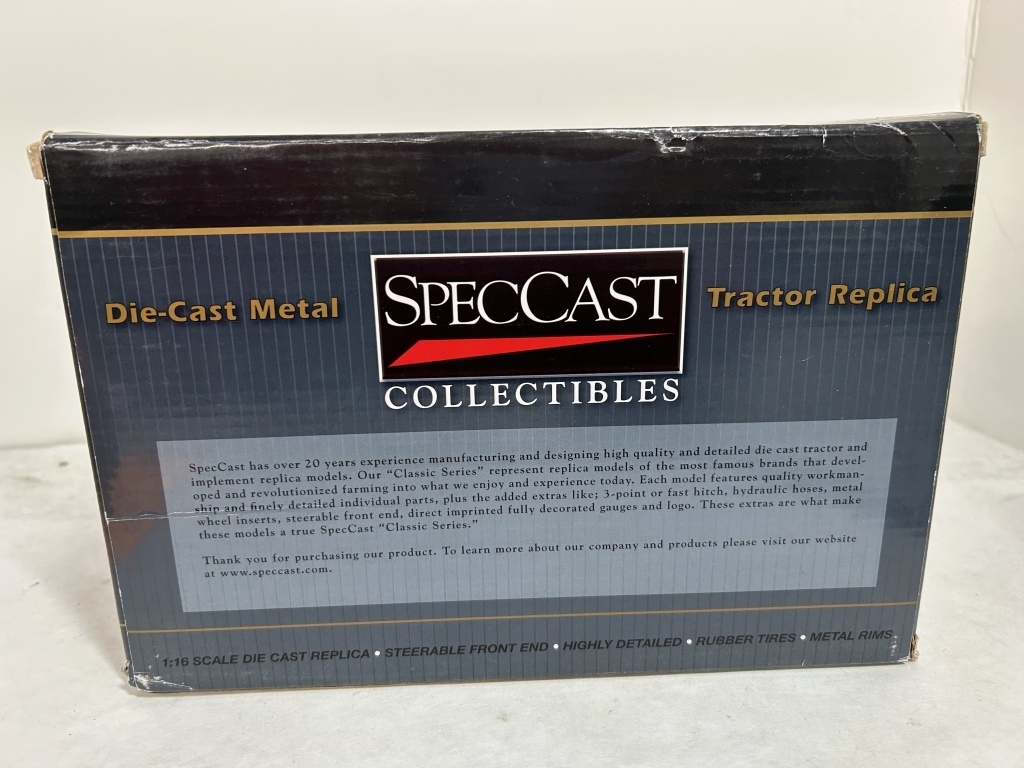 Die-Cast Metal
SPECCAST
Tractor Replica
COLLECTIBLES
SpecCast has over 20 years experience manufacturing and designing high quality and detailed die cast tractor and
implement replica models. Our “Classic Series” represent replica models of the most famous brands that devel-
oped and revolutionized farming into what we enjoy and experience today. Each model features quality workman-
ship and finely detailed individual parts, plus the added extras like; 3-point or fast hitch, hydraulic hoses, metal
wheel inserts, steerable front end, direct imprinted fully decorated gauges and logo. These extras are what make
these models a true SpecCast “Classic Series.”
Thank you for purchasing our product. To learn more about our company and products please visit our website
at www.speccast.com.
1:16 SCALE DIE CAST REPLICA • STEERABLE FRONT END • HIGHLY DETAILED • RUBBER TIRES • METAL RIMS